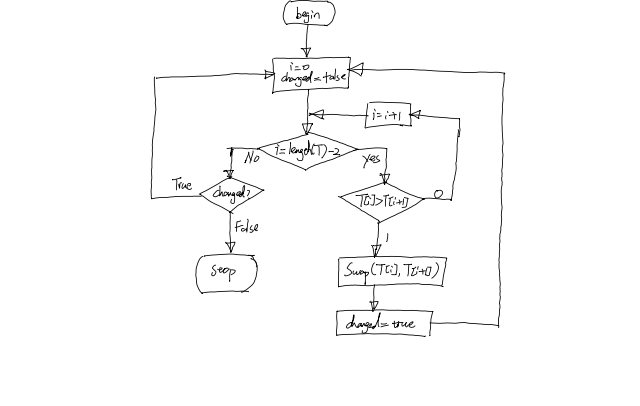 begin
i=0
changed=false
i=i+1
i=length(T)-2
No
yes
True
changed?
T[i]>T[i+1]
0
False
1
stop
Swap(T[i],T[i+1])
changed=true